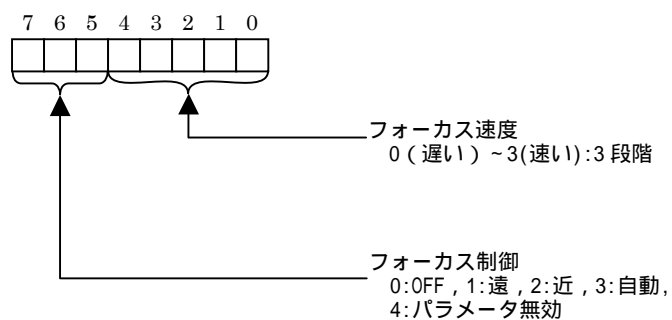 7 6 5 4 3 2 1 0
フォーカス速度
0(遅い)~3(速い):3段階
フォーカス制御
0:OFF,1:遠,2:近,3:自動,
4:パラメータ無効